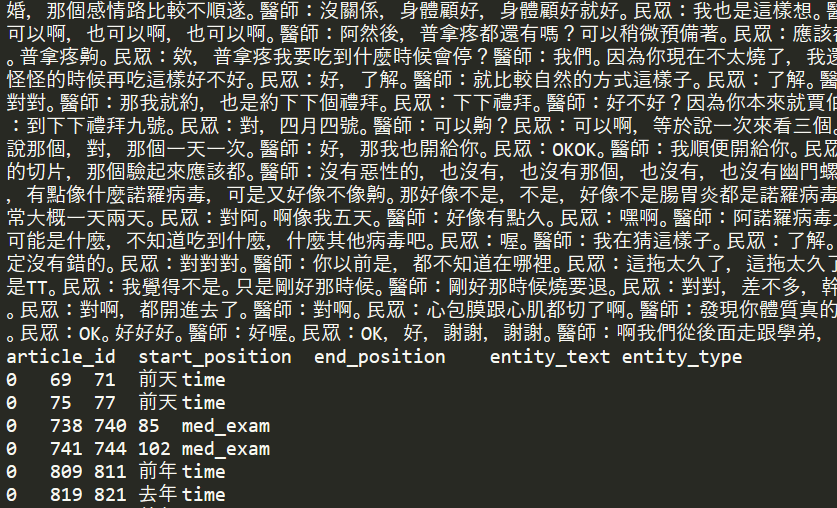 婚，那個感情路比較不順遂。醫師：沒關係，身體顧好，身體顧好就好。民眾：我也是這樣想。醫
可以啊，也可以啊，也可以啊。醫師：阿然後，普拿疼都還有嗎？可以稍微預備著。民眾：應該
。普拿疼齁。民眾：欸，普拿疼我要吃到什麼時候會停？醫師：我們。因為你現在不太燒了，我
怪怪的時候再吃這樣好不好。民眾：好，了解。醫師：就比較自然的方式這樣子。民眾：了解。醫
對對。醫師：那我就約，也是約下下個禮拜。民眾：下下禮拜。醫師：好不好？因為你本來就賈伯
：到下下禮拜九號。民眾：對，四月四號。醫師：可以齁？民眾：可以啊，等於說一次來看三個。
說那個，對，那個一天一次。醫師：好，那我也開給你。民眾：OKOK。醫師：我順便開給你。民眾
的切片，那個驗起來應該都。醫師：沒有惡性的，也沒有，也沒有那個，也沒有，也沒有幽門螺
，有點像什麼諾羅病毒，可是又好像不像齁。那好像不是，不是，好像不是腸胃炎都是諾羅病毒
常大概一天兩天。民眾：對阿。啊像我五天。醫師：好像有點久。民眾：嘿啊。醫師：阿諾羅病毒
可能是什麼，不知道吃到什麼，什麼其他病毒吧。民眾：喔。醫師：我在猜這樣子。民眾：了解。
定沒有錯的。民眾：對對對。醫師：你以前是，都不知道在哪裡。民眾：這拖太久了，這拖太久了
是TT。民眾：我覺得不是。只是剛好那時候。醫師：剛好那時候燒要退。民眾：對對，差不多，幹
。民眾：對啊，都開進去了。醫師：對啊。民眾：心包膜跟心肌都切了啊。醫師：發現你體質真的
。民眾：OK。好好好。醫師：好喔。民眾：OK，好，謝謝，謝謝。醫師：啊我們從後面走跟學弟，
article_id start_position end_position entity_text entity_type
0 69 71 前天 time
0 75 77 前天 time
0 738 740 85 med_exam
0 741 744 102 med_exam
0 809 811 前年 time
0 819 821 去年 time